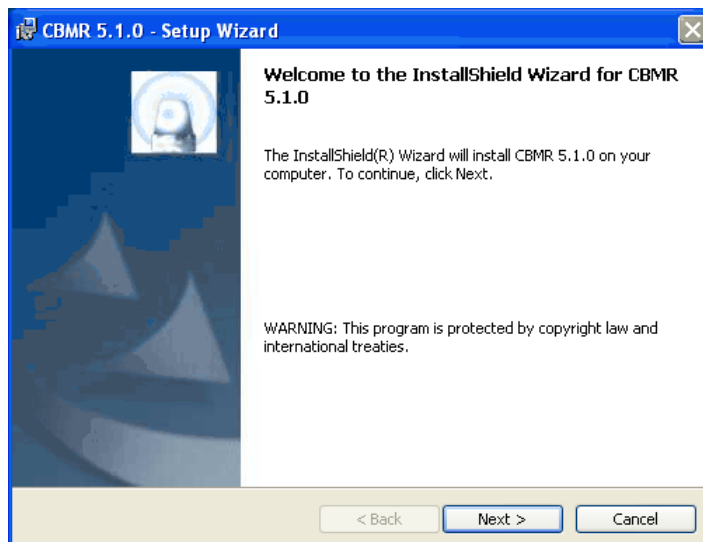 CBMR 5.1.0 - Setup Wizard
Welcome to the InstallShield Wizard for CBMR
5.1.0
The InstallShield(R) Wizard will install CBMR 5.1.0 on your
computer. To continue, click Next.
WARNING: This program is protected by copyright law and
international treaties.
< Back
Next >
Cancel